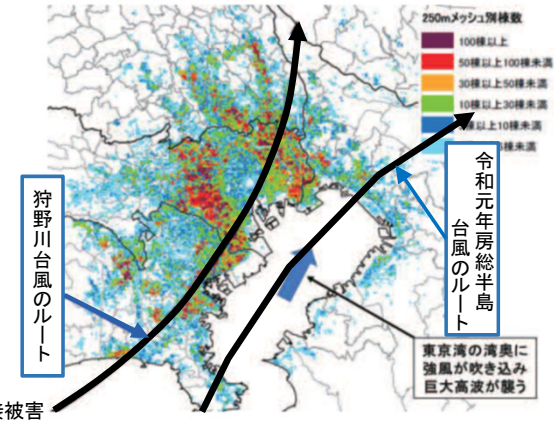 250mメッシュ別棟数
100棟以上
50棟以上100棟未満
30棟以上50棟未満
10棟以上30棟未満
棟以上10棟未満
棟未満
狩野川台風のルート
令和元年房総半島
台風のルート
東京湾の湾奥に
強風が吹き込み
巨大高波が襲う
被害